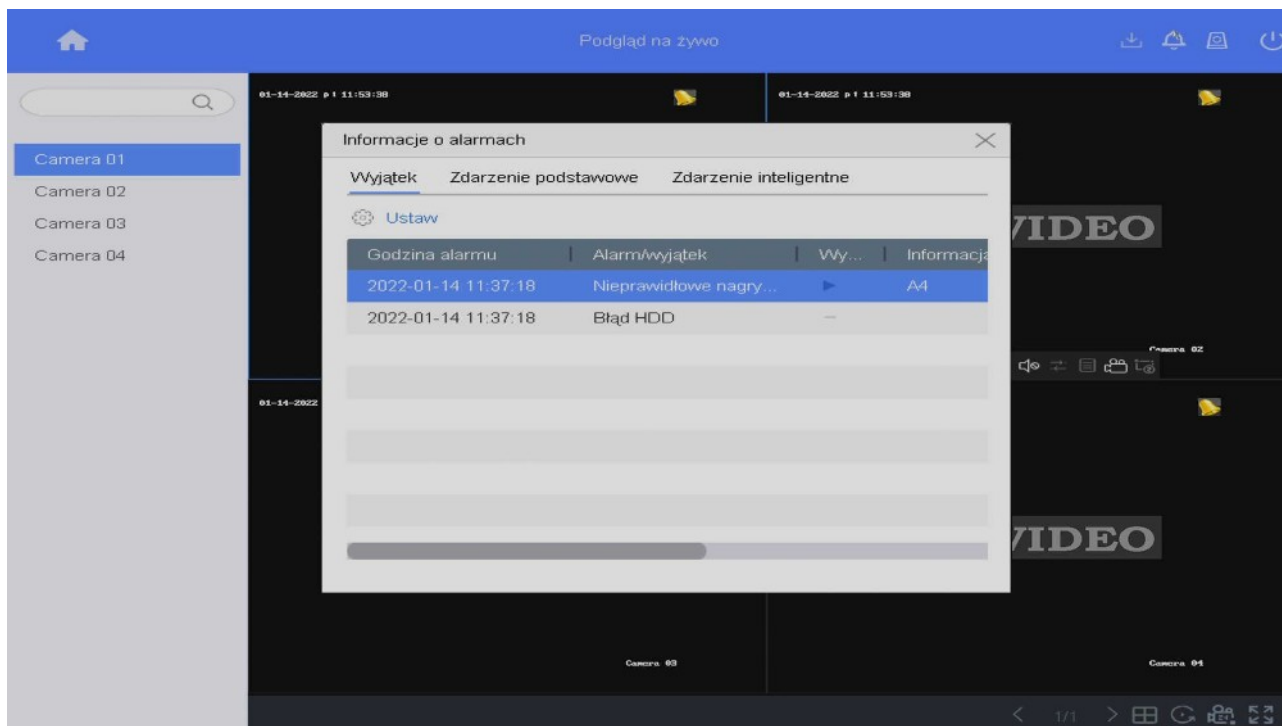 Podgląd na żywo
01-14-2022 pt 11:53:38
01-14-2022 pt 11:53:38
Camera 01
Camera 02
Camera 03
Camera 04
Informacje o alarmach
Wyjątek Zdarzenie podstawowe Zdarzenie inteligentne
Ustaw
Godzina alarmu Alarm/wyjątek Wy... Informacja
2022-01-14 11:37:18 Nieprawidłowe nagry... A4
2022-01-14 11:37:18 Błąd HDD –
VIDEO
Camera 02
01-14-2022
VIDEO
Camera 03
Camera 04
1/1